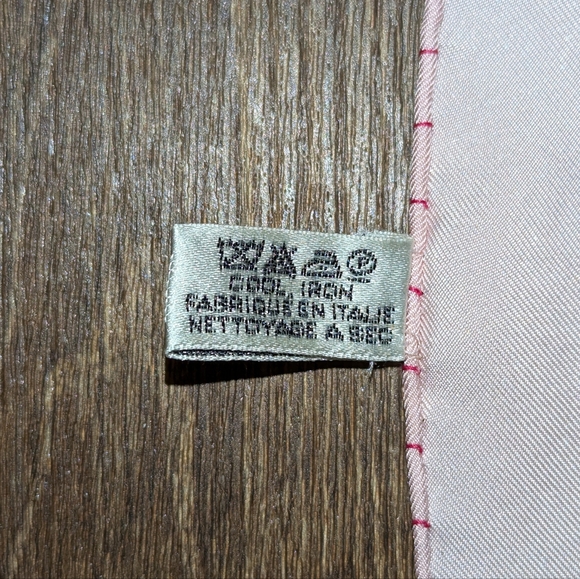 COOL IRON
FABRIQUE EN ITALIE
NETTOYAGE A SEC